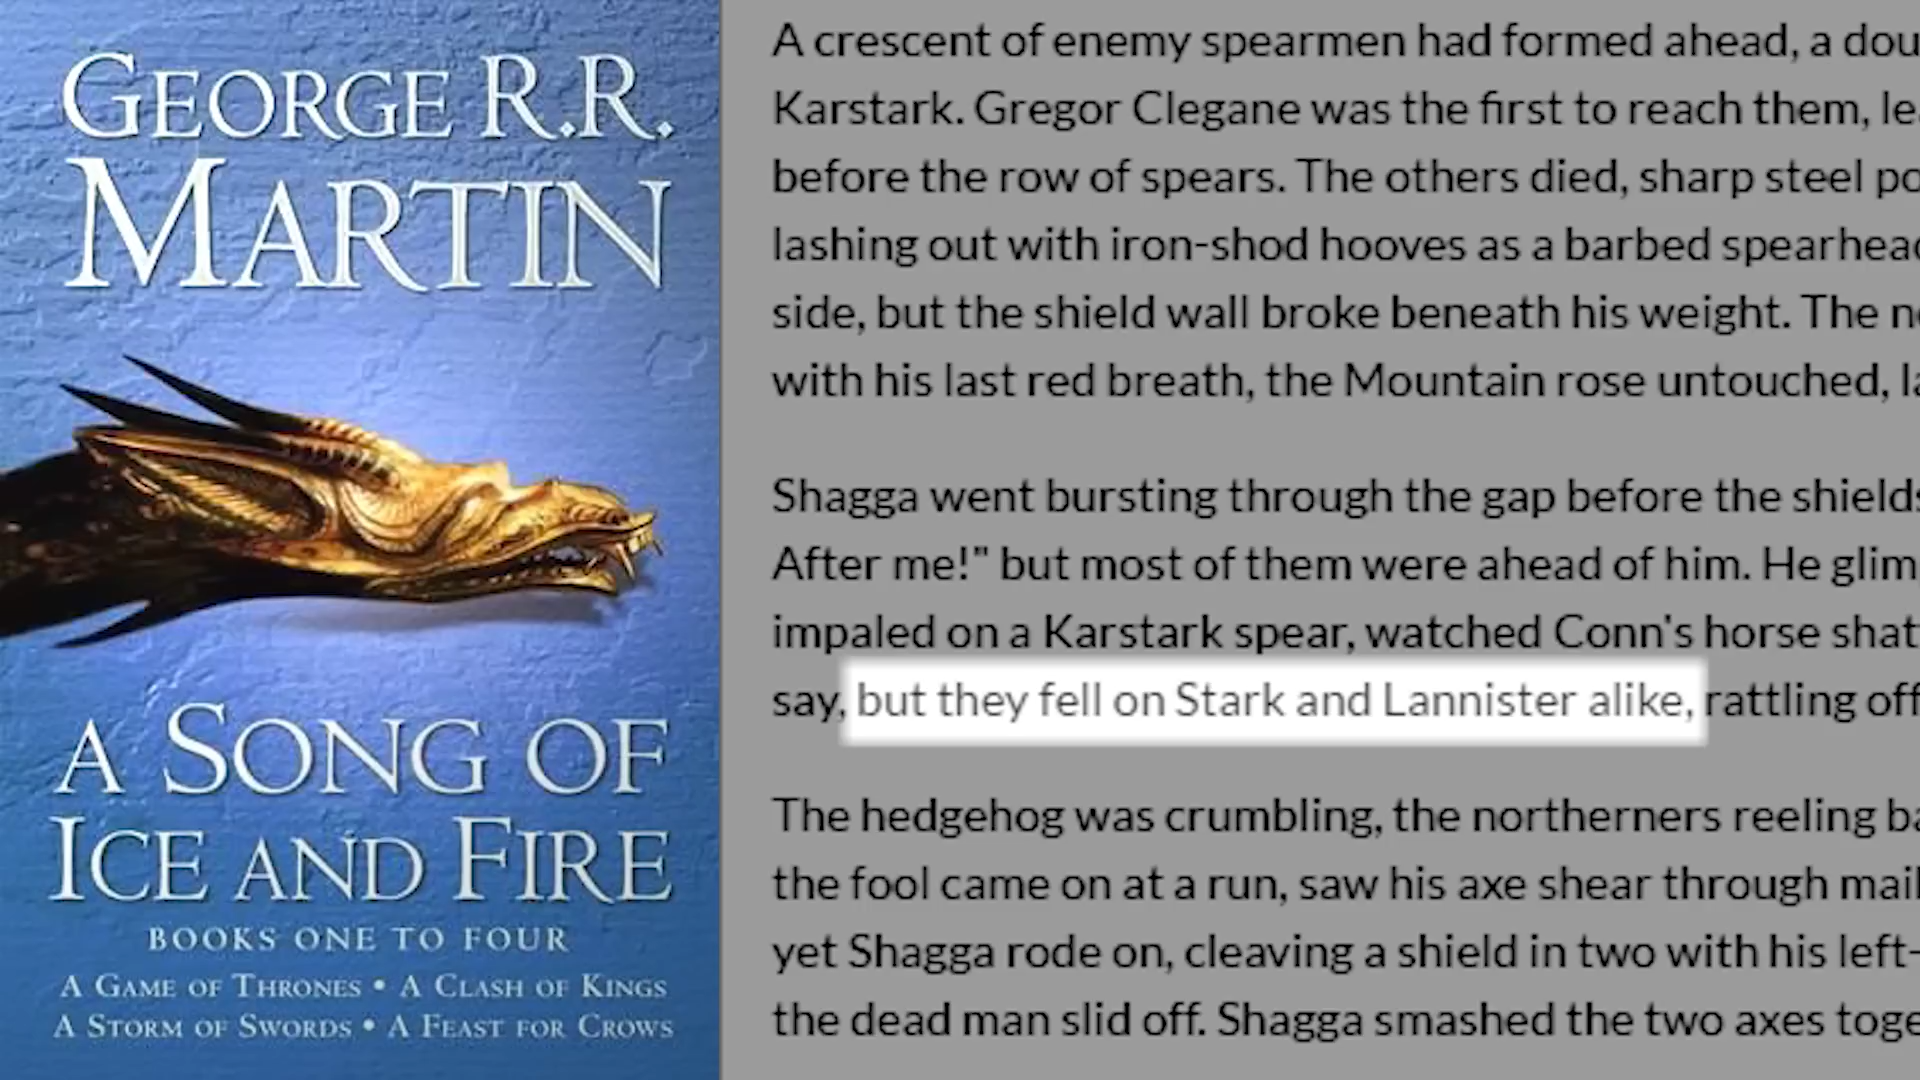 GEORGE R.R.
MARTIN
A SONG OF
ICE AND FIRE
BOOKS ONE TO FOUR
A GAME OF THRONES • A CLASH OF KINGS
A STORM OF SWORDS • A FEAST FOR CROWS
A crescent of enemy spearmen had formed ahead, a dou
Karstark. Gregor Clegane was the first to reach them, lea
before the row of spears. The others died, sharp steel po
lashing out with iron-shod hooves as a barbed spearhead
side, but the shield wall broke beneath his weight. The no
with his last red breath, the Mountain rose untouched, la
Shagga went bursting through the gap before the shields
After me!" but most of them were ahead of him. He glim
impaled on a Karstark spear, watched Conn's horse shat
say, but they fell on Stark and Lannister alike, rattling off
The hedgehog was crumbling, the northerners reeling ba
the fool came on at a run, saw his axe shear through mail
yet Shagga rode on, cleaving a shield in two with his left-
the dead man slid off. Shagga smashed the two axes toge